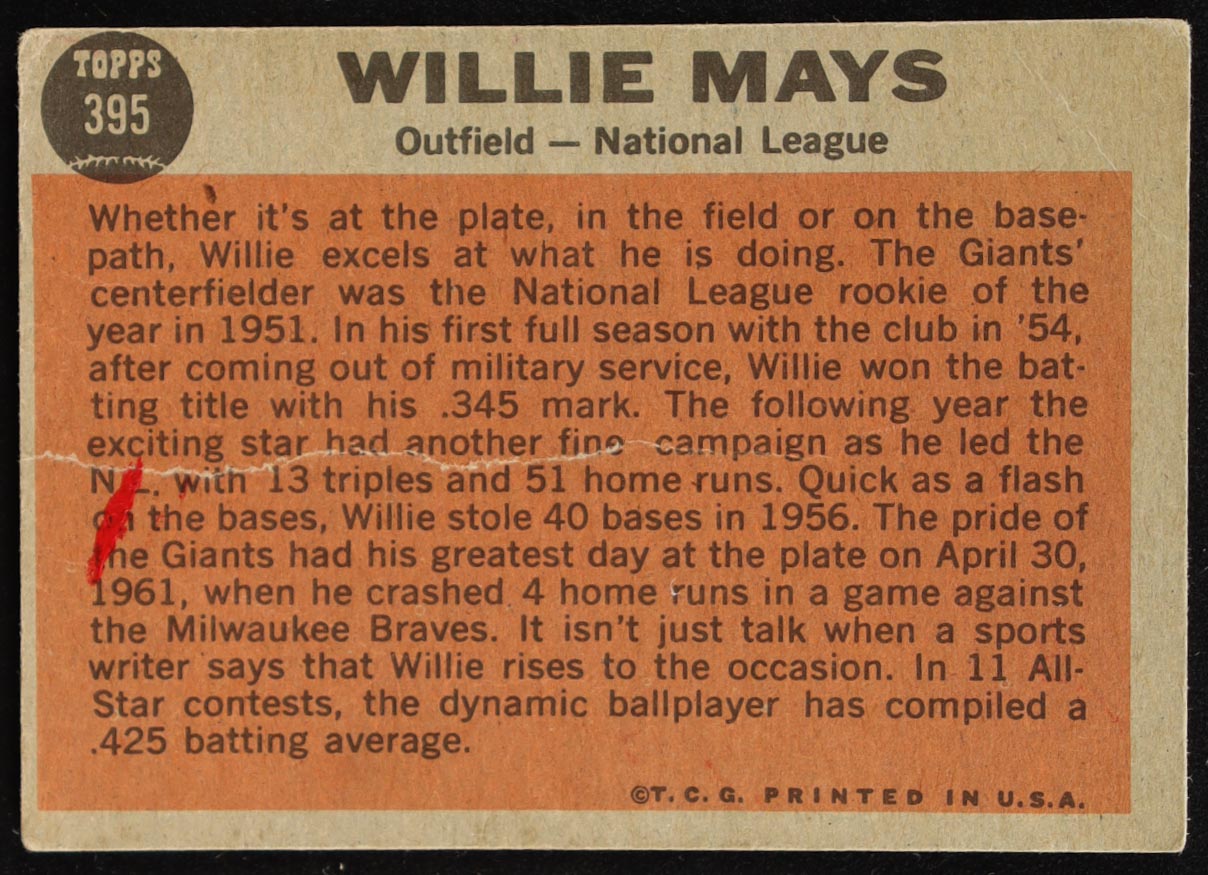 TOPPS
395
WILLIE MAYS
Outfield — National League
Whether it's at the plate, in the field or on the base-
path, Willie excels at what he is doing. The Giants'
centerfielder was the National League rookie of the
year in 1951. In his first full season with the club in '54,
after coming out of military service, Willie won the bat-
ting title with his .345 mark. The following year the
exciting star had another fine campaign as he led the
N.L. with 13 triples and 51 home runs. Quick as a flash
on the bases, Willie stole 40 bases in 1956. The pride of
the Giants had his greatest day at the plate on April 30,
1961, when he crashed 4 home runs in a game against
the Milwaukee Braves. It isn't just talk when a sports
writer says that Willie rises to the occasion. In 11 All-
Star contests, the dynamic ballplayer has compiled a
.425 batting average.
©T.C.G. PRINTED IN U.S.A.